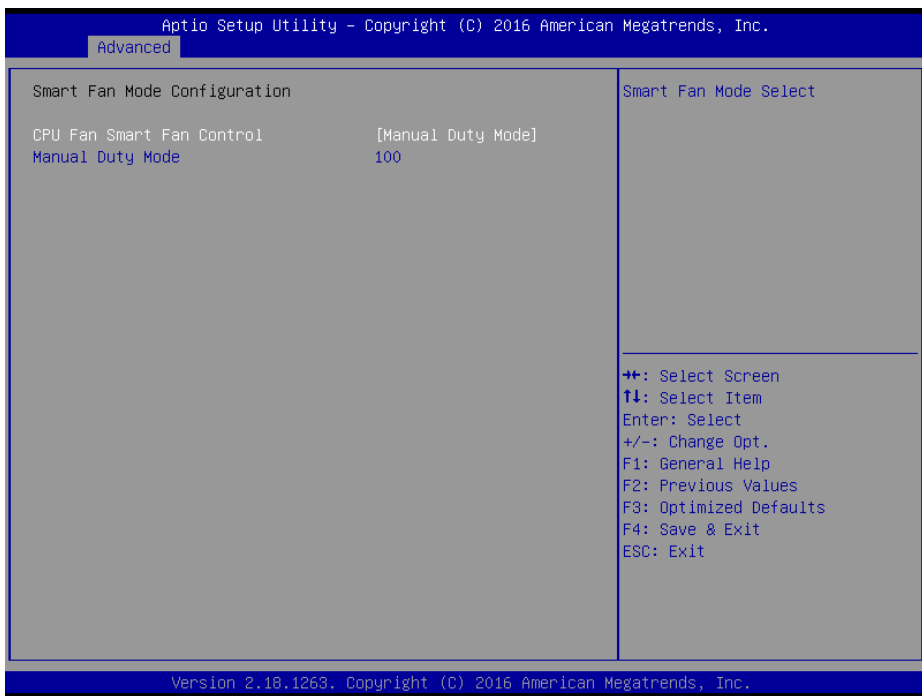 Aptio Setup Utility – Copyright (C) 2016 American Megatrends, Inc.
Advanced
Smart Fan Mode Configuration
CPU Fan Smart Fan Control [Manual Duty Mode]
Manual Duty Mode 100
Smart Fan Mode Select
→←: Select Screen
↑↓: Select Item
Enter: Select
+/-: Change Opt.
F1: General Help
F2: Previous Values
F3: Optimized Defaults
F4: Save & Exit
ESC: Exit
Version 2.18.1263. Copyright (C) 2016 American Megatrends, Inc.